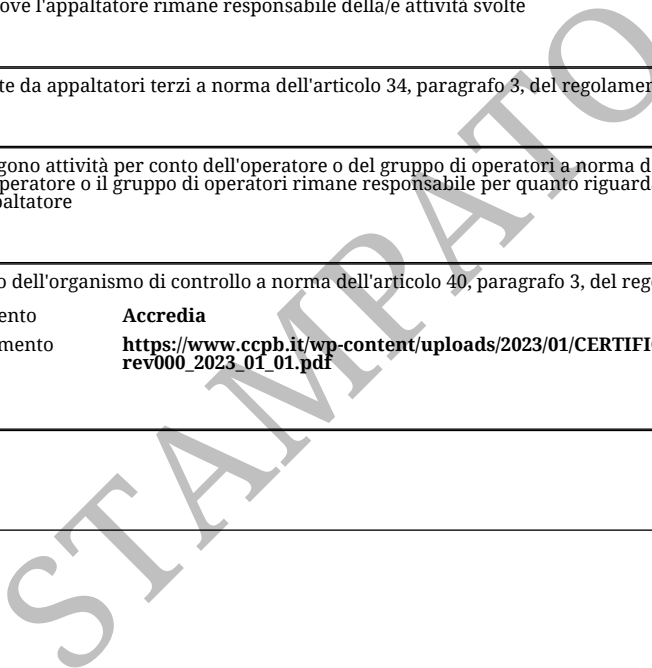 ove l'appaltatore rimane responsabile della/e attività svolte
te da appaltatori terzi a norma dell'articolo 34, paragrafo 3, del regolamen
gono attività per conto dell'operatore o del gruppo di operatori a norma d
peratore o il gruppo di operatori rimane responsabile per quanto riguard
paltatore
o dell'organismo di controllo a norma dell'articolo 40, paragrafo 3, del reg
ento Accredia
mento https://www.ccpb.it/wp-content/uploads/2023/01/CERTIFI
rev000_2023_01_01.pdf
STAMPATO